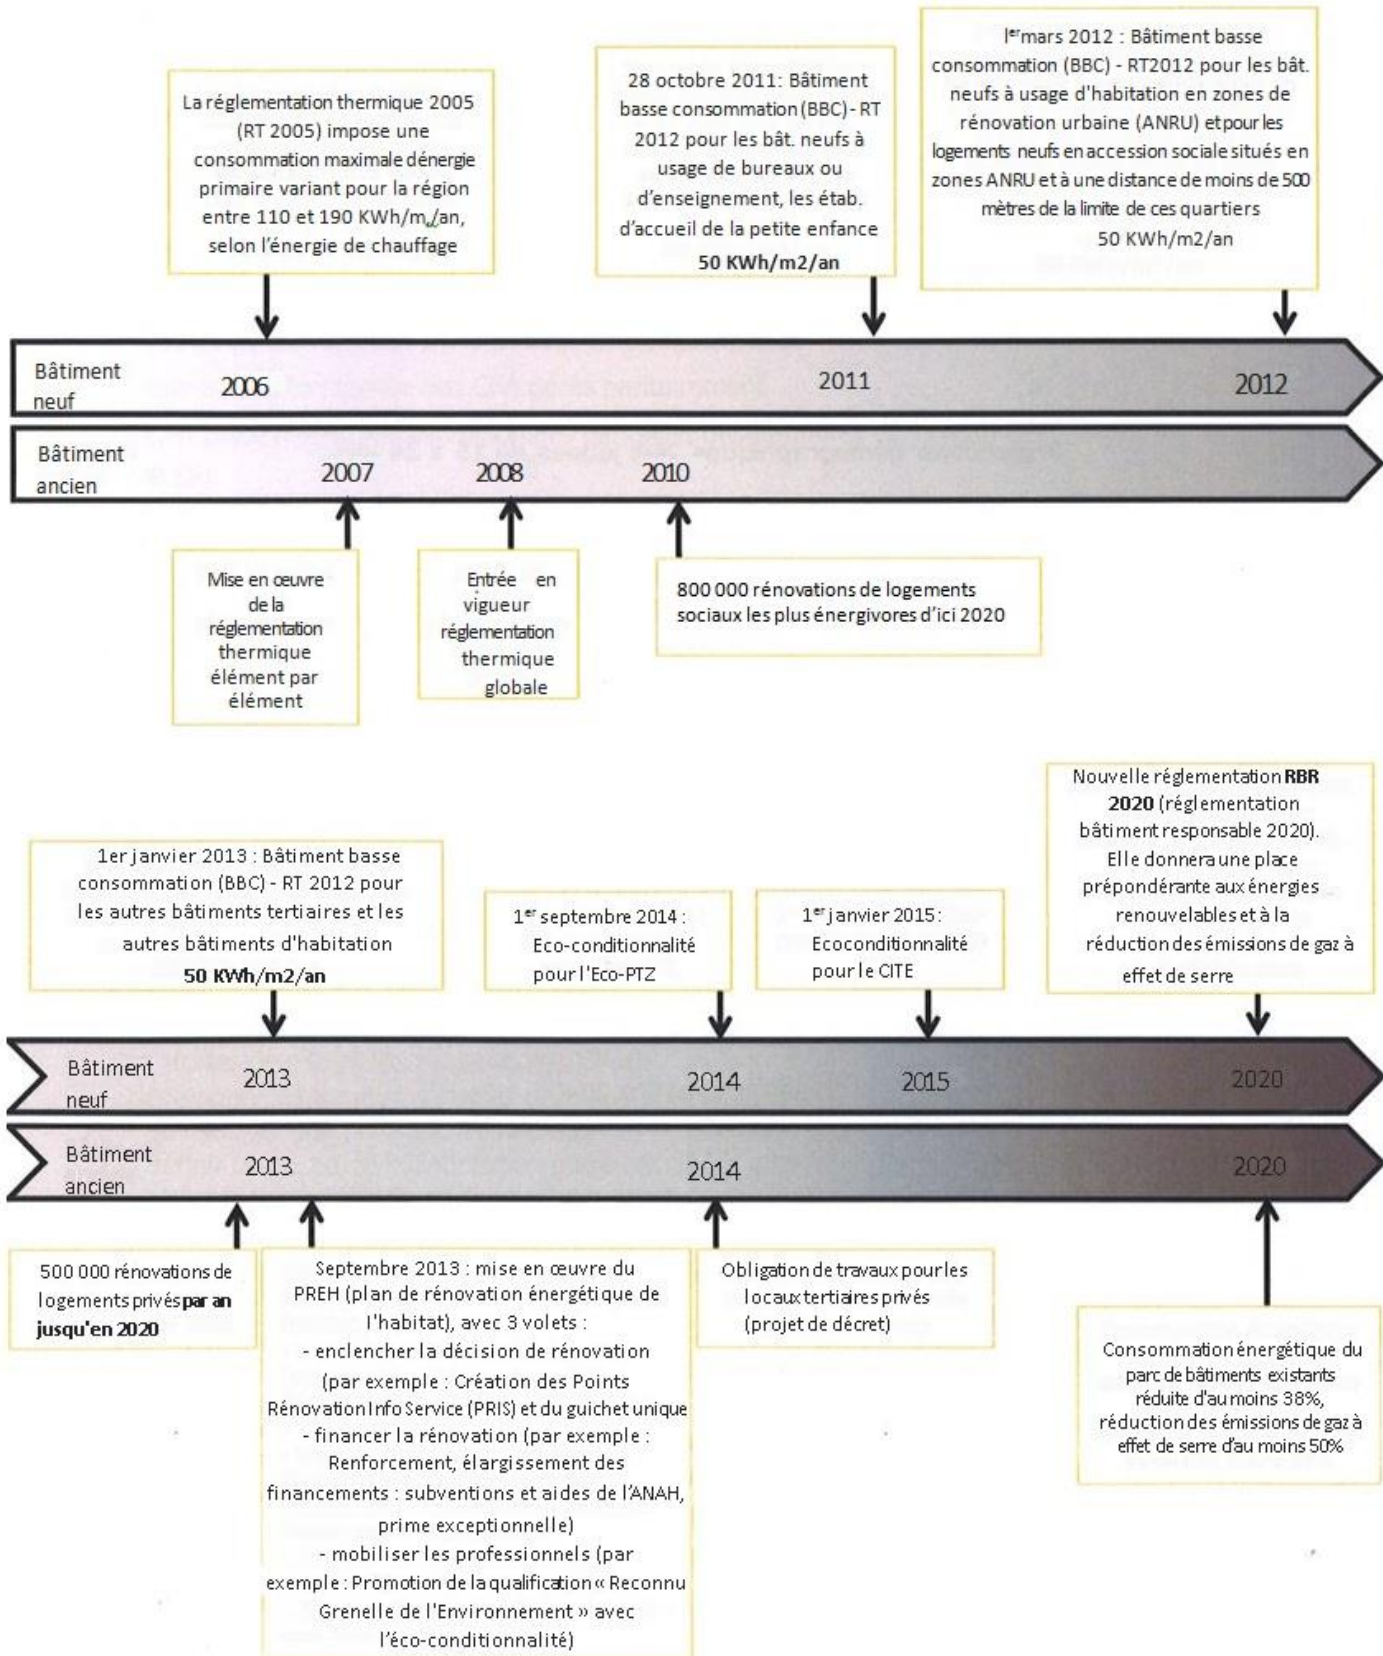 La réglementation thermique 2005
(RT 2005) impose une
consommation maximale dénergie
primaire variant pour la région
entre 110 et 190 KWh/m²/an,
selon l'énergie de chauffage
28 octobre 2011: Bâtiment
basse consommation (BBC) - RT
2012 pour les bât. neufs à
usage de bureaux ou
d'enseignement, les étab.
d'accueil de la petite enfance
50 KWh/m2/an
lᵉʳmars 2012 : Bâtiment basse
consommation (BBC) - RT2012 pour les bât.
neufs à usage d'habitation en zones de
rénovation urbaine (ANRU) et pour les
logements neufs en accession sociale situés en
zones ANRU et à une distance de moins de 500
mètres de la limite de ces quartiers
50 KWh/m2/an
Bâtiment
neuf
2006
2011
2012
Bâtiment
ancien
2007
2008
2010
Mise en œuvre
de la
réglementation
thermique
élément par
élément
Entrée en
vigueur
réglementation
thermique
globale
800 000 rénovations de logements
sociaux les plus énergivores d'ici 2020
1er janvier 2013 : Bâtiment basse
consommation (BBC) - RT 2012 pour
les autres bâtiments tertiaires et les
autres bâtiments d'habitation
50 KWh/m2/an
1ᵉʳ septembre 2014 :
Eco-conditionnalité
pour l'Eco-PTZ
1ᵉʳ janvier 2015 :
Ecoconditionnalité
pour le CITE
Nouvelle réglementation RBR
2020 (réglementation
bâtiment responsable 2020).
Elle donnera une place
prépondérante aux énergies
renouvelables et à la
réduction des émissions de gaz à
effet de serre
Bâtiment
neuf
2013
2014
2015
2020
Bâtiment
ancien
2013
2014
2020
500 000 rénovations de
logements privés par an
jusqu'en 2020
Septembre 2013 : mise en œuvre du
PREH (plan de rénovation énergétique de
l'habitat), avec 3 volets :
- enclencher la décision de rénovation
(par exemple : Création des Points
Rénovation Info Service (PRIS) et du guichet unique
- financer la rénovation (par exemple :
Renforcement, élargissement des
financements : subventions et aides de l'ANAH,
prime exceptionnelle)
- mobiliser les professionnels (par
exemple : Promotion de la qualification « Reconnu
Grenelle de l'Environnement » avec
l'éco-conditionnalité)
Obligation de travaux pour les
locaux tertiaires privés
(projet de décret)
Consommation énergétique du
parc de bâtiments existants
réduite d'au moins 38%,
réduction des émissions de gaz à
effet de serre d'au moins 50%